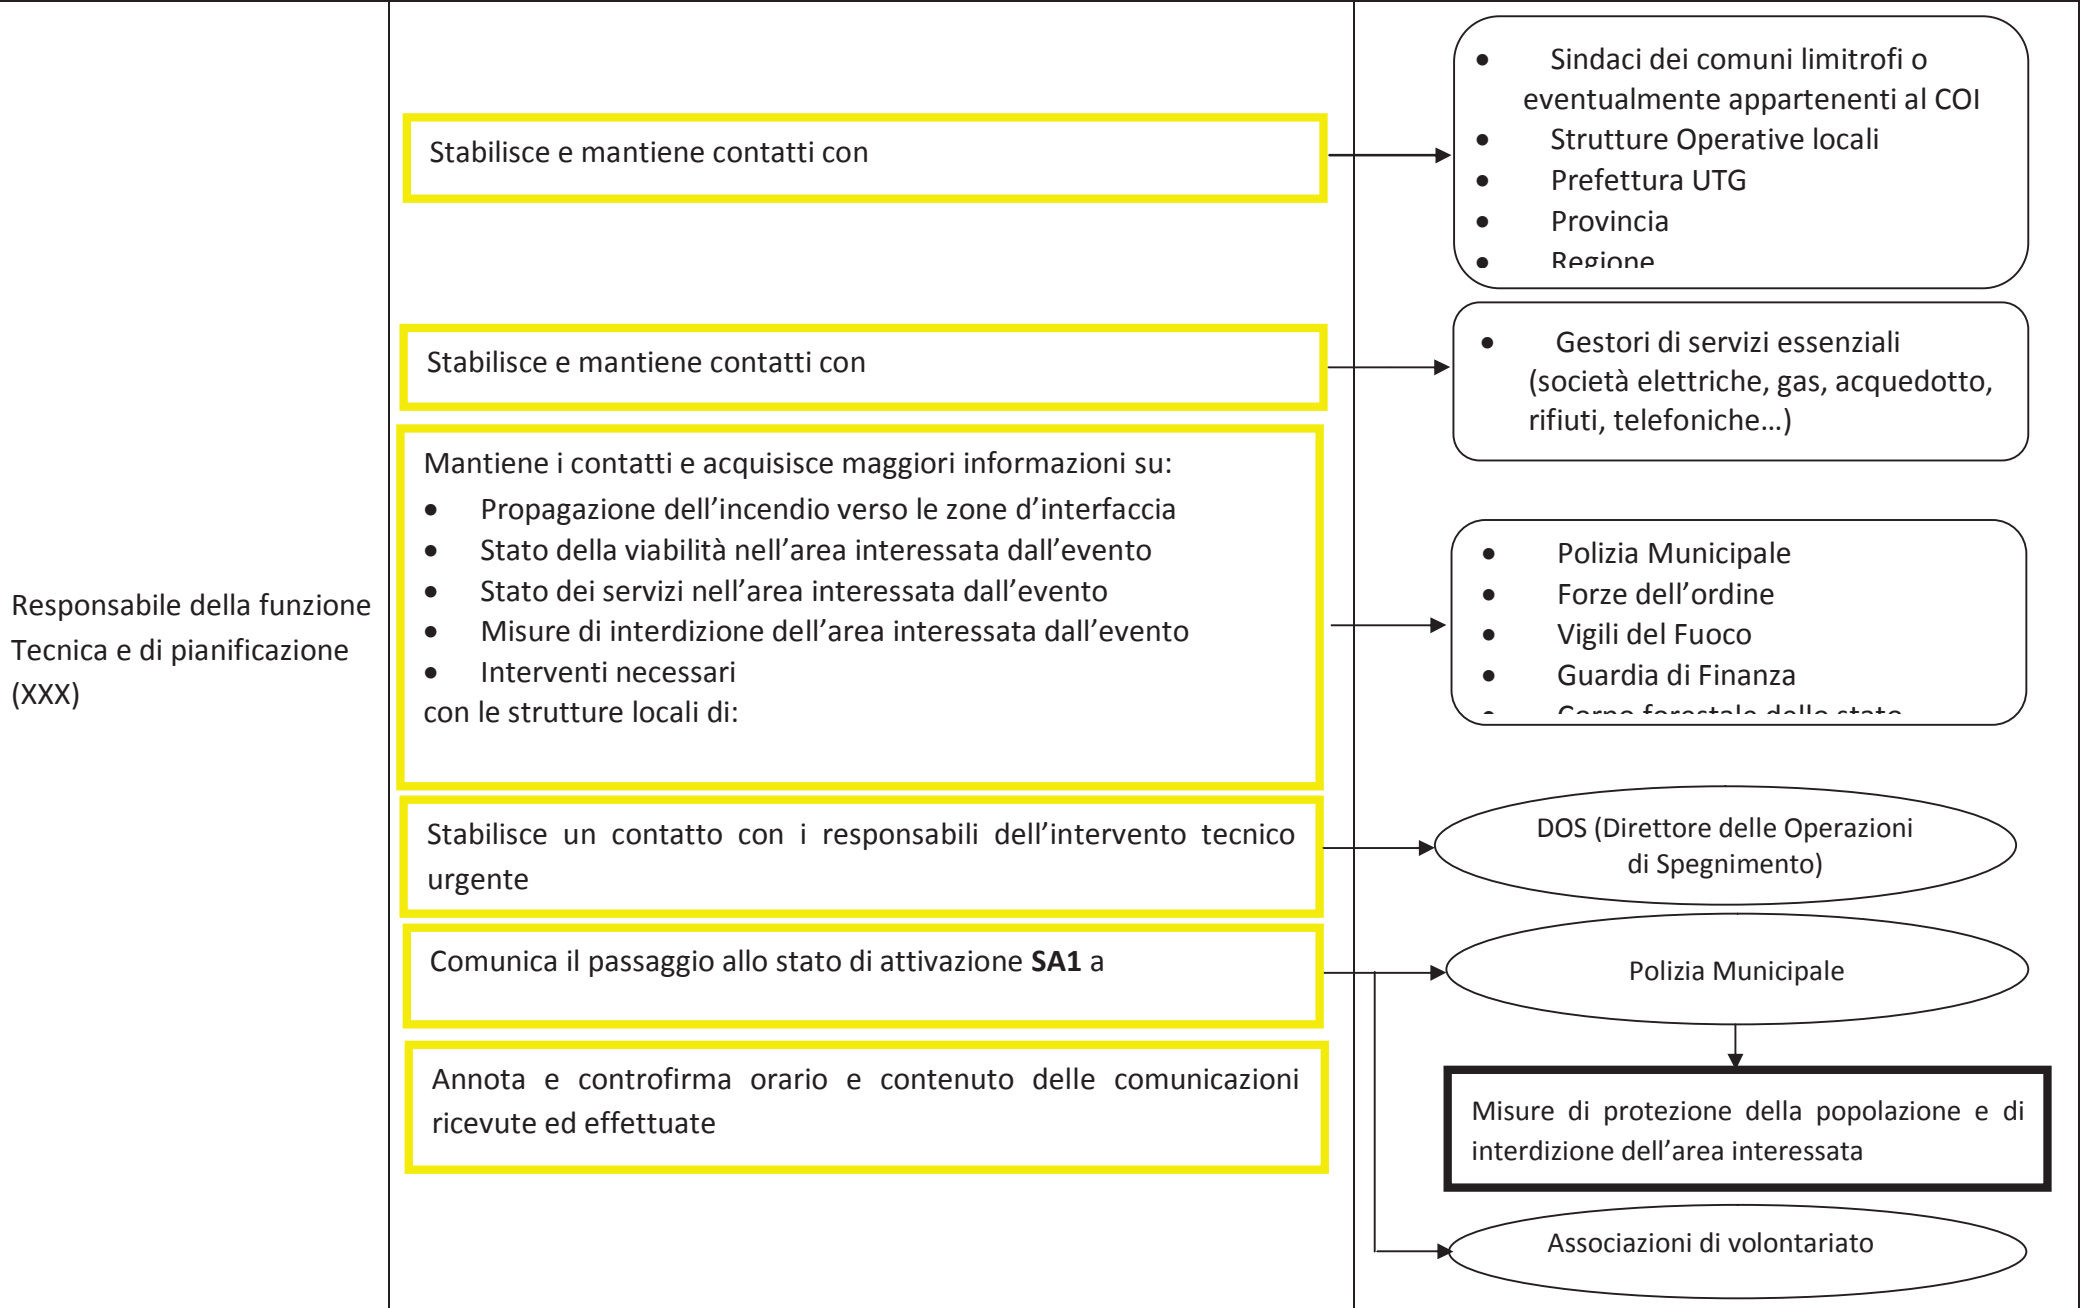 Responsabile della funzione
Tecnica e di pianificazione
(XXX)
Stabilisce e mantiene contatti con
• Sindaci dei comuni limitrofi o
eventualmente appartenenti al COI
• Strutture Operative locali
• Prefettura UTG
• Provincia
• Regione
Stabilisce e mantiene contatti con
• Gestori di servizi essenziali
(società elettriche, gas, acquedotto,
rifiuti, telefoniche…)
Mantiene i contatti e acquisisce maggiori informazioni su:
• Propagazione dell’incendio verso le zone d’interfaccia
• Stato della viabilità nell’area interessata dall’evento
• Stato dei servizi nell’area interessata dall’evento
• Misure di interdizione dell’area interessata dall’evento
• Interventi necessari
con le strutture locali di:
• Polizia Municipale
• Forze dell’ordine
• Vigili del Fuoco
• Guardia di Finanza
• Corpo forestale dello stato
Stabilisce un contatto con i responsabili dell’intervento tecnico
urgente
DOS (Direttore delle Operazioni
di Spegnimento)
Comunica il passaggio allo stato di attivazione SA1 a
Polizia Municipale
Annota e controfirma orario e contenuto delle comunicazioni
ricevute ed effettuate
Misure di protezione della popolazione e di
interdizione dell’area interessata
Associazioni di volontariato